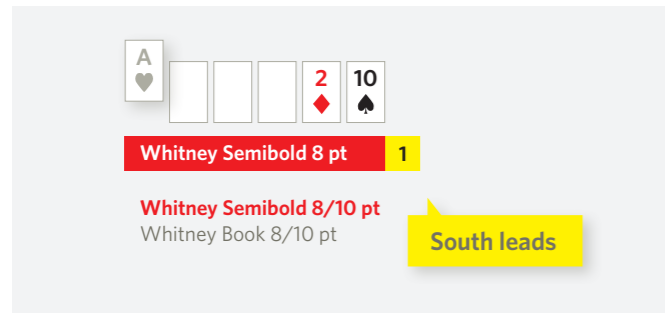 A
2 10
Whitney Semibold 8 pt 1
Whitney Semibold 8/10 pt
Whitney Book 8/10 pt
South leads